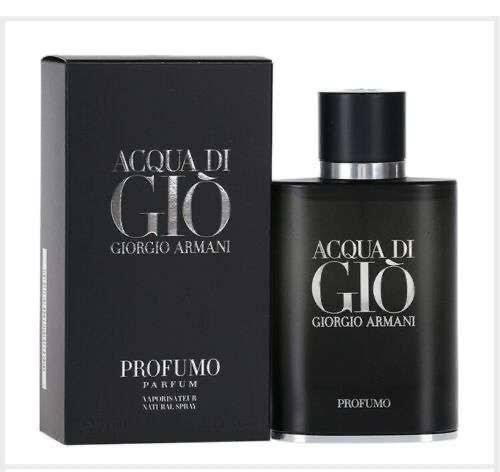 ACQUA DI
GIÒ
GIORGIO ARMANI
PROFUMO
PARFUM
VAPORISATEUR
NATURAL SPRAY
ACQUA DI
GIÒ
GIORGIO ARMANI
PROFUMO